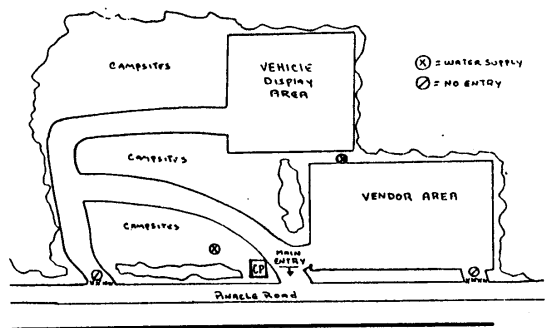 CAMPSITES
VEHICLE
DISPLAY
AREA
ⓧ = WATER SUPPLY
⊘ = NO ENTRY
CAMPSITES
VENDOR AREA
CAMPSITES
MAIN
ENTRY
CP
PINACLE ROAD